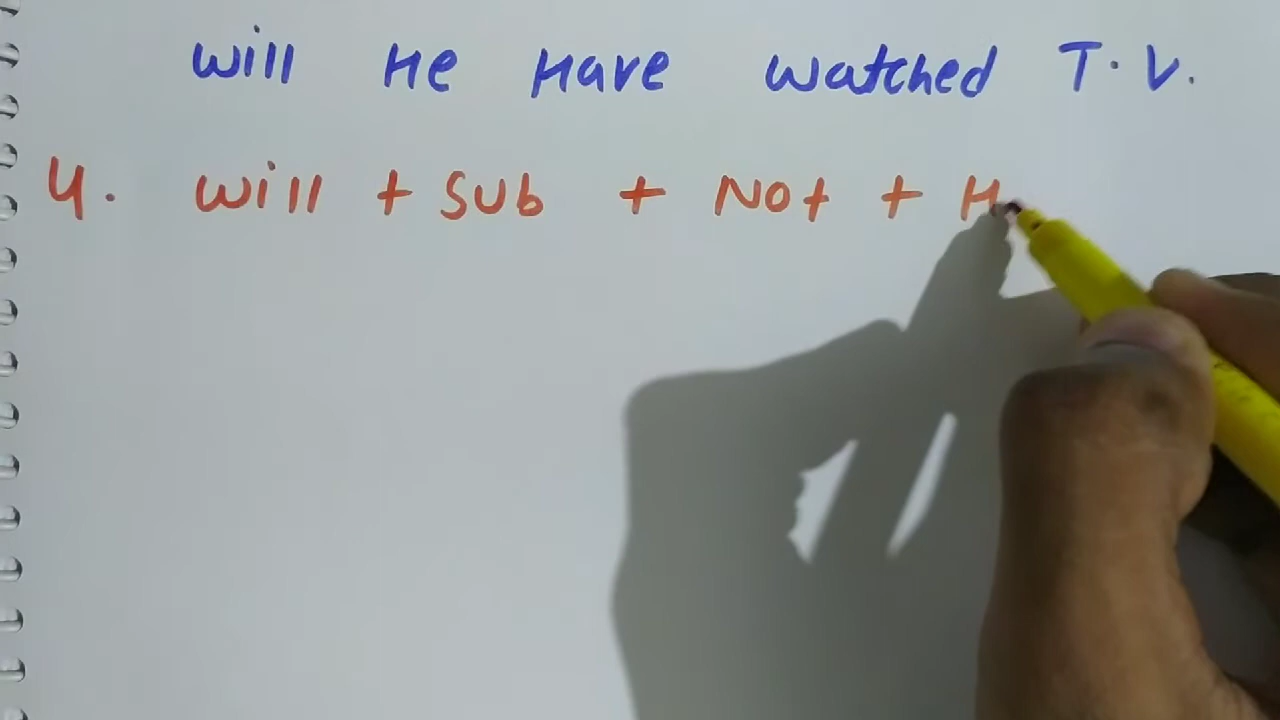 will He Have watched T.V.
4. will + Sub + Not + H